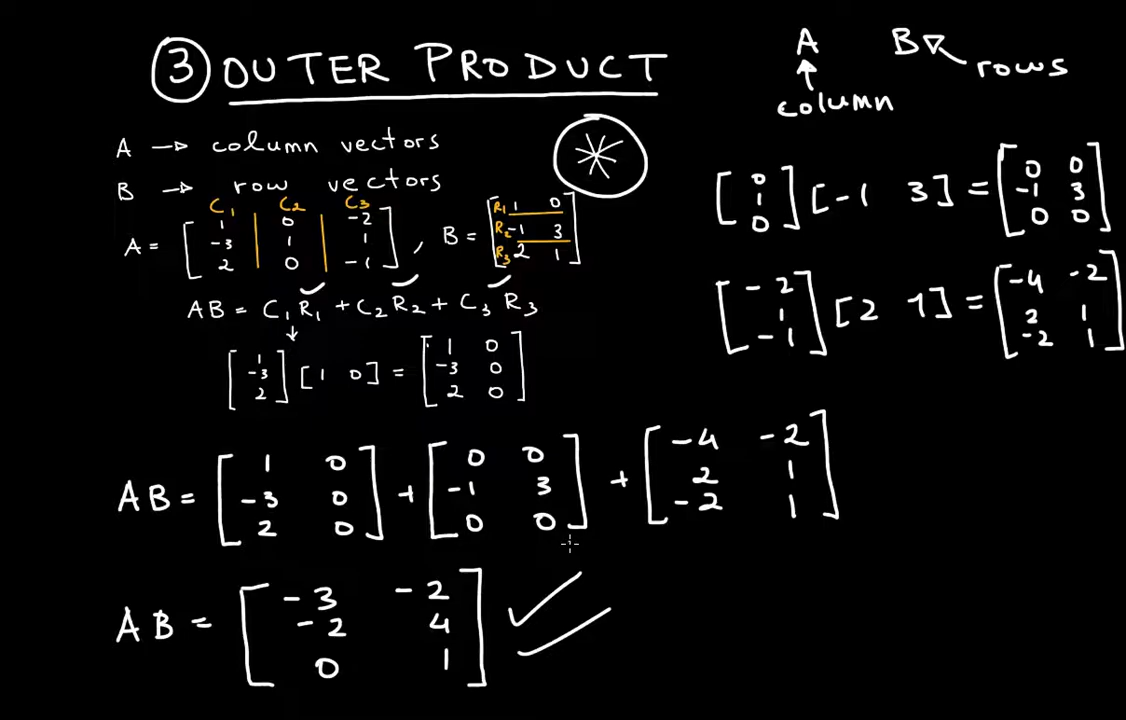 ③ OUTER PRODUCT
A → column vectors
B → row vectors
C₁ C₂ C₃
A = [ 1 0 -2
-3 1 1
2 0 -1 ] , B = [ R₁ 1 0
R₂ -1 3
R₃ 2 1 ]
AB = C₁R₁ + C₂R₂ + C₃R₃
[ 1
-3
2 ] [1 0] = [ 1 0
-3 0
2 0 ]
A B
column rows
[ 0
1
0 ] [-1 3] = [ 0 0
-1 3
0 0 ]
[ -2
1
-1 ] [2 1] = [ -4 -2
2 1
-2 1 ]
AB = [ 1 0
-3 0
2 0 ] + [ 0 0
-1 3
0 0 ] + [ -4 -2
2 1
-2 1 ]
AB = [ -3 -2
-2 4
0 1 ]